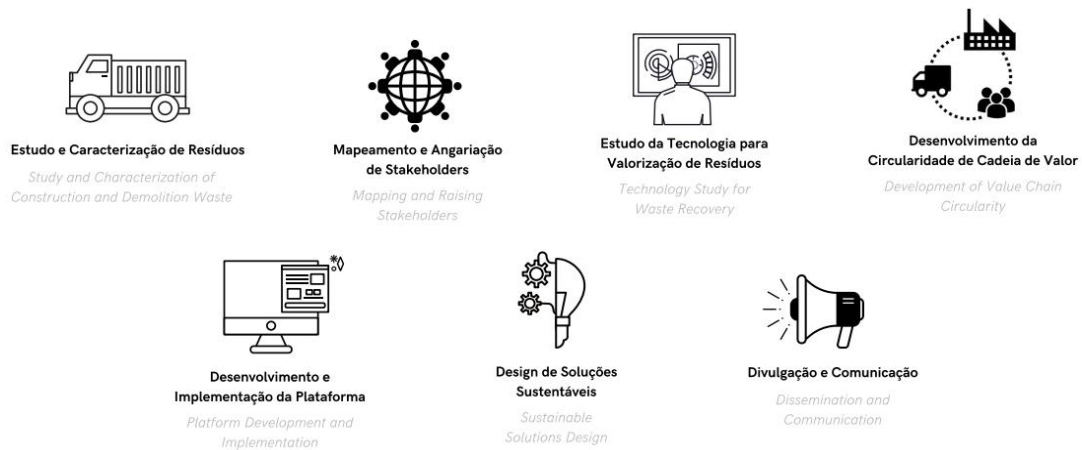 Estudo e Caracterização de Resíduos
Study and Characterization of
Construction and Demolition Waste
Mapeamento e Angariação
de Stakeholders
Mapping and Raising
Stakeholders
Estudo da Tecnologia para
Valorização de Resíduos
Technology Study for
Waste Recovery
Desenvolvimento da
Circularidade de Cadeia de Valor
Development of Value Chain
Circularity
Desenvolvimento e
Implementação da Plataforma
Platform Development and
Implementation
Design de Soluções
Sustentáveis
Sustainable
Solutions Design
Divulgação e Comunicação
Dissemination and
Communication